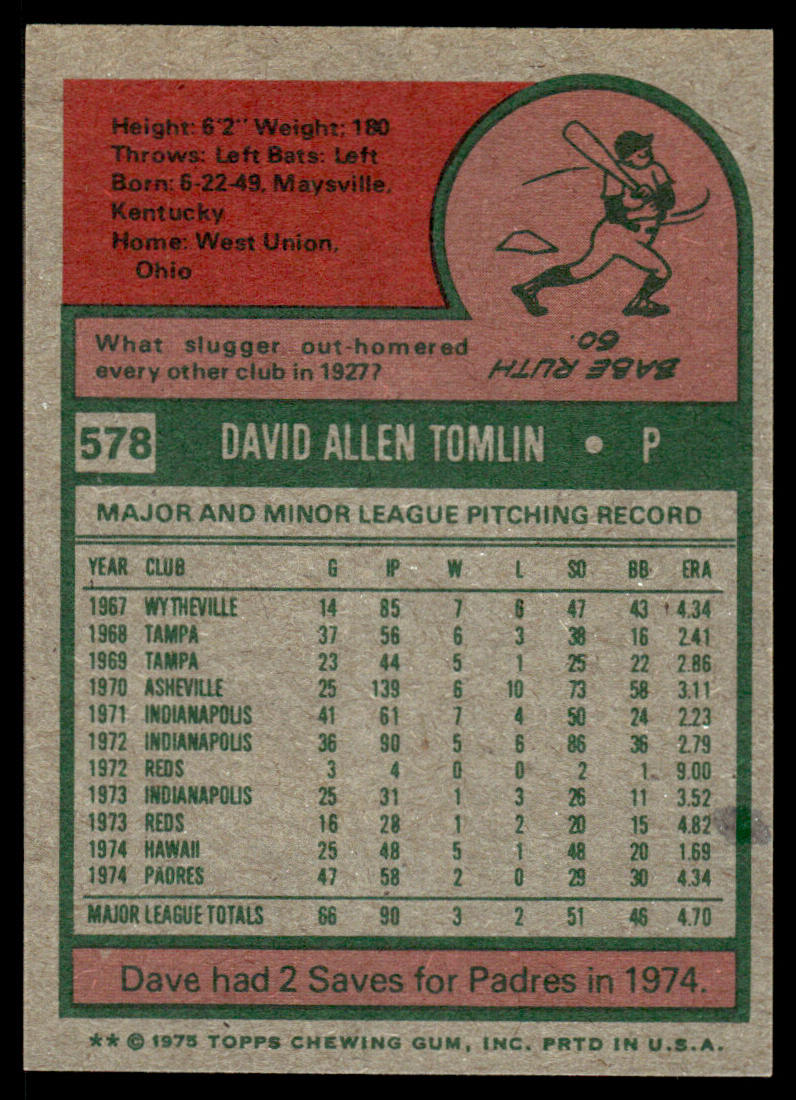 Height: 6'2" Weight: 180
Throws: Left Bats: Left
Born: 6-22-49, Maysville,
Kentucky
Home: West Union,
Ohio
What slugger out-homered
every other club in 1927?
BABE RUTH
60.
578 DAVID ALLEN TOMLIN • P
MAJOR AND MINOR LEAGUE PITCHING RECORD
YEAR CLUB G IP W L SO BB ERA
1967 WYTHEVILLE 14 85 7 6 47 43 4.34
1968 TAMPA 37 56 6 3 38 16 2.41
1969 TAMPA 23 44 5 1 25 22 2.86
1970 ASHEVILLE 25 139 6 10 73 58 3.11
1971 INDIANAPOLIS 41 61 7 4 50 24 2.23
1972 INDIANAPOLIS 36 90 5 6 86 36 2.79
1972 REDS 3 4 0 0 2 1 9.00
1973 INDIANAPOLIS 25 31 1 3 26 11 3.52
1973 REDS 16 28 1 2 20 15 4.82
1974 HAWAII 25 48 5 1 48 20 1.69
1974 PADRES 47 58 2 0 29 30 4.34
MAJOR LEAGUE TOTALS 66 90 3 2 51 46 4.70
Dave had 2 Saves for Padres in 1974.
** © 1975 TOPPS CHEWING GUM, INC. PRTD IN U.S.A.